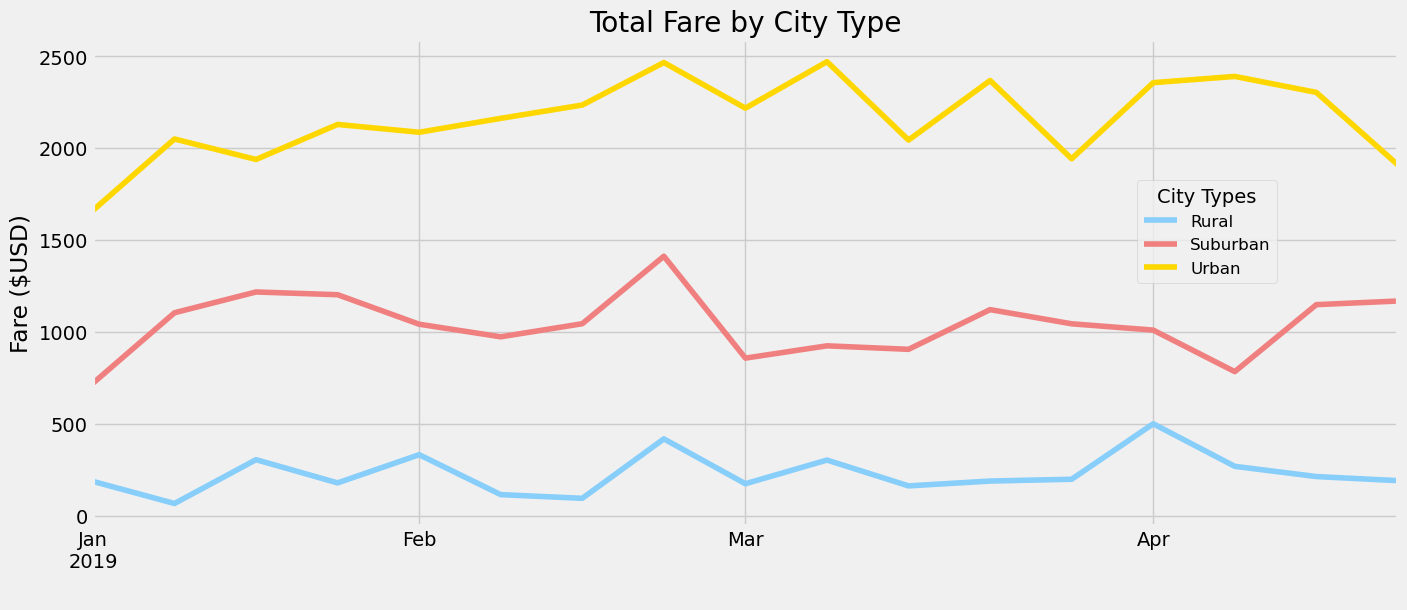 Total Fare by City Type
Fare ($USD)
2500
2000
1500
1000
500
0
Jan
2019
Feb
Mar
Apr
City Types
Rural
Suburban
Urban